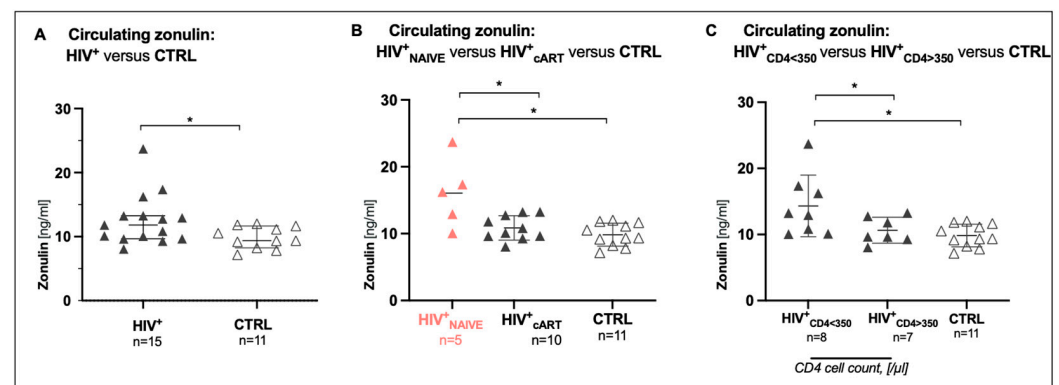 A Circulating zonulin:
HIV+ versus CTRL
*
Zonulin [ng/ml]
30
20
10
0
HIV+
n=15
CTRL
n=11
B Circulating zonulin:
HIV+NAIVE versus HIV+cART versus CTRL
*
*
Zonulin [ng/ml]
30
20
10
0
HIV+NAIVE
n=5
HIV+cART
n=10
CTRL
n=11
C Circulating zonulin:
HIV+CD4<350 versus HIV+CD4>350 versus CTRL
*
*
Zonulin [ng/ml]
30
20
10
0
HIV+CD4<350
n=8
HIV+CD4>350
n=7
CTRL
n=11
CD4 cell count, [/µl]